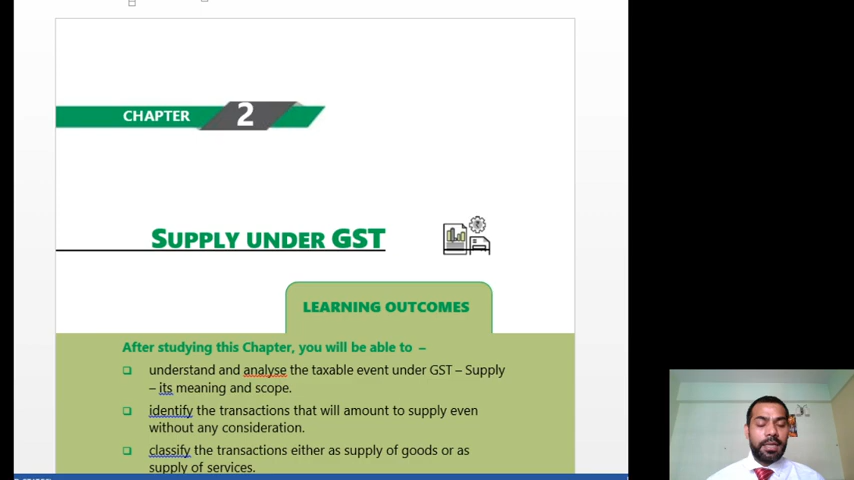 CHAPTER 2
SUPPLY UNDER GST
LEARNING OUTCOMES
After studying this Chapter, you will be able to –
understand and analyse the taxable event under GST – Supply
– its meaning and scope.
identify the transactions that will amount to supply even
without any consideration.
classify the transactions either as supply of goods or as
supply of services.